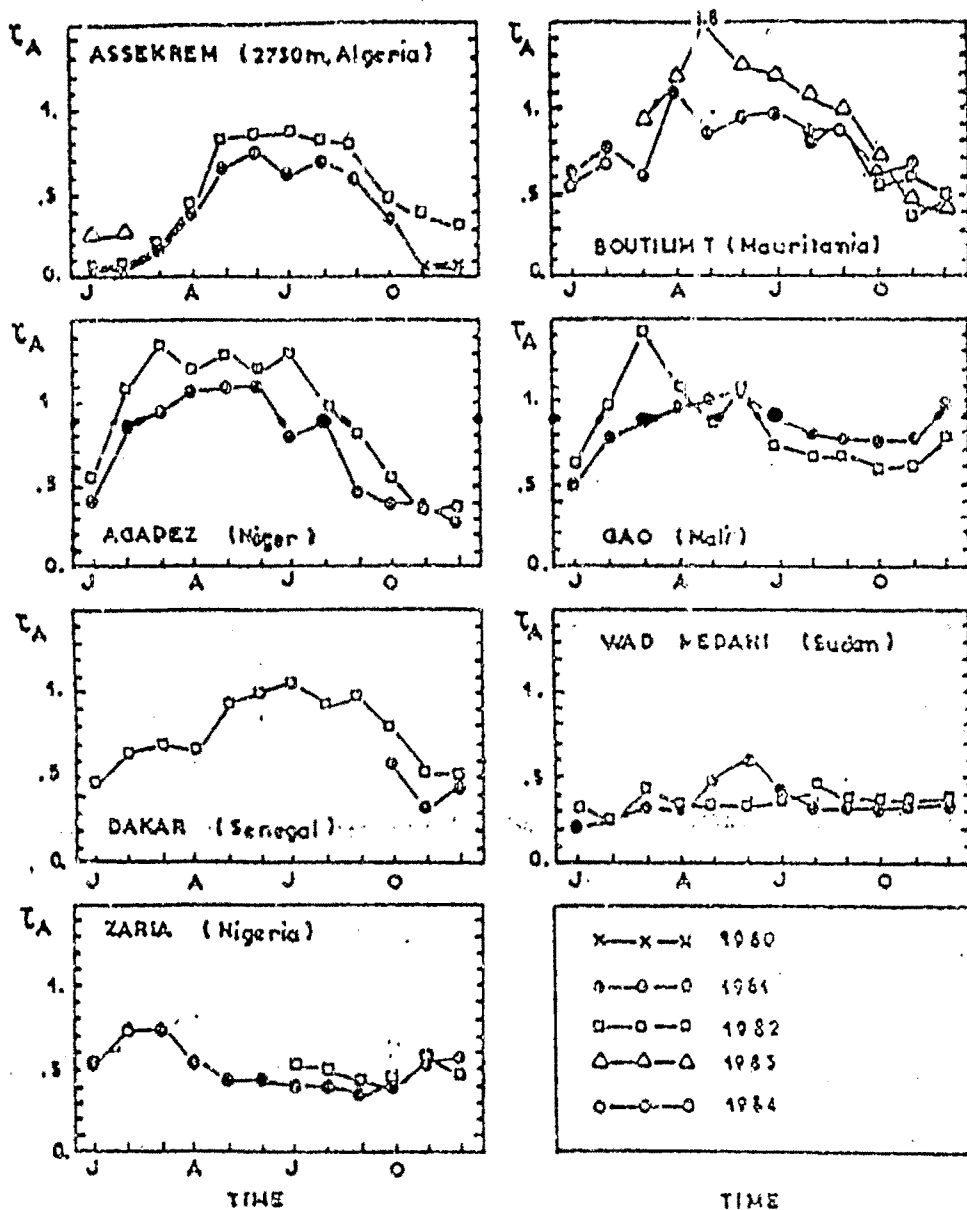 τA
ASSEKREM (2730m, Algeria)
1.
.5
0.
J A J O
τA
1.8
1.
.5
0.
BOUTILIMIT (Mauritania)
J A J O
τA
1.
.5
0.
AGADEZ (Niger)
J A J O
τA
1.
.5
0.
GAO (Mali)
J A J O
τA
1.
.5
0.
DAKAR (Senegal)
J A J O
τA
WAD MEDANI (Sudan)
1.
.5
0.
J A J O
τA
ZARIA (Nigeria)
1.
.5
0.
J A J O
TIME
1980
1981
1982
1983
1984
TIME